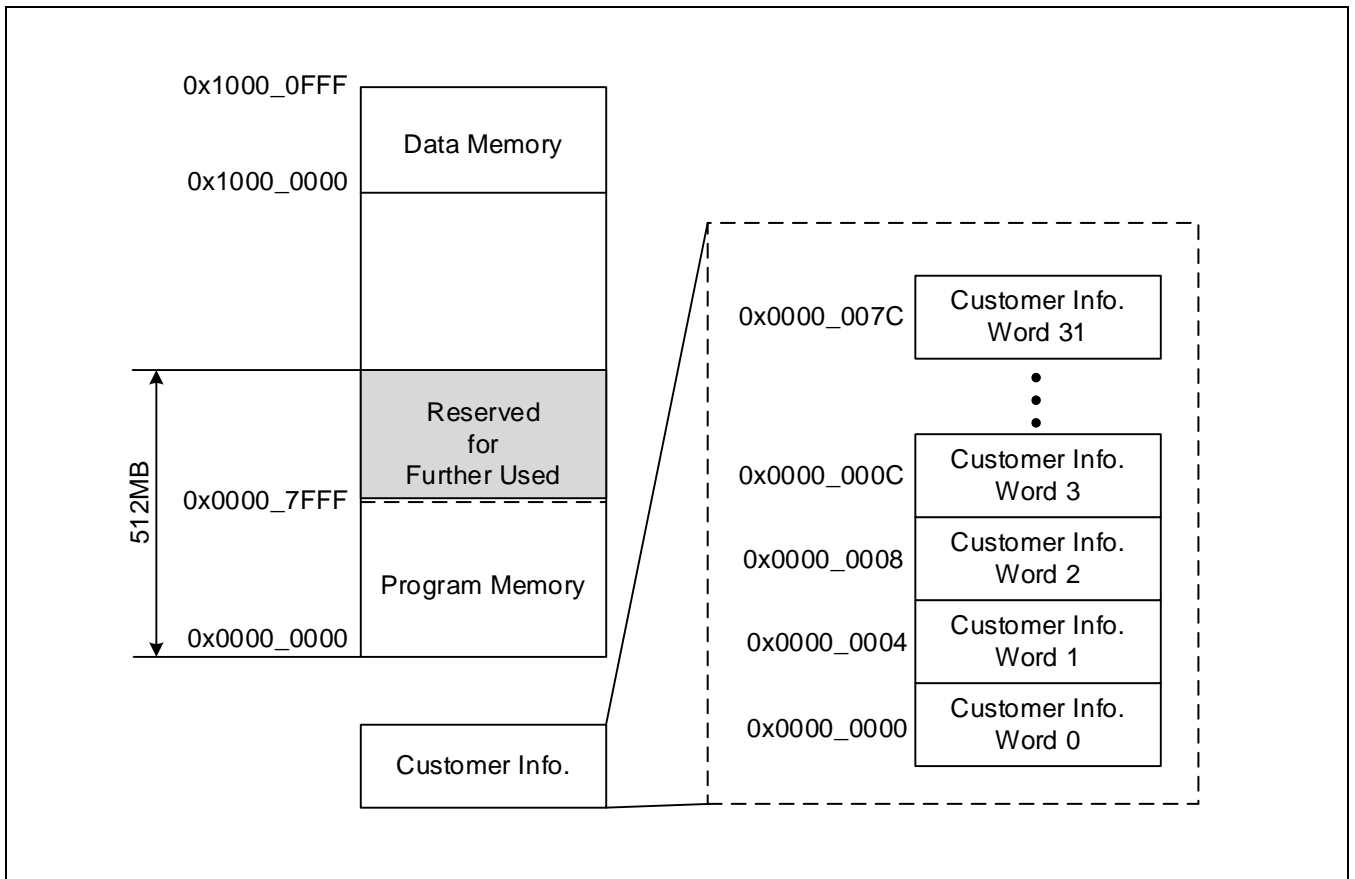 0x1000_0FFF
Data Memory
0x1000_0000
Reserved
for
Further Used
512MB
0x0000_7FFF
Program Memory
0x0000_0000
Customer Info.
0x0000_007C
Customer Info.
Word 31
0x0000_000C
Customer Info.
Word 3
0x0000_0008
Customer Info.
Word 2
0x0000_0004
Customer Info.
Word 1
0x0000_0000
Customer Info.
Word 0